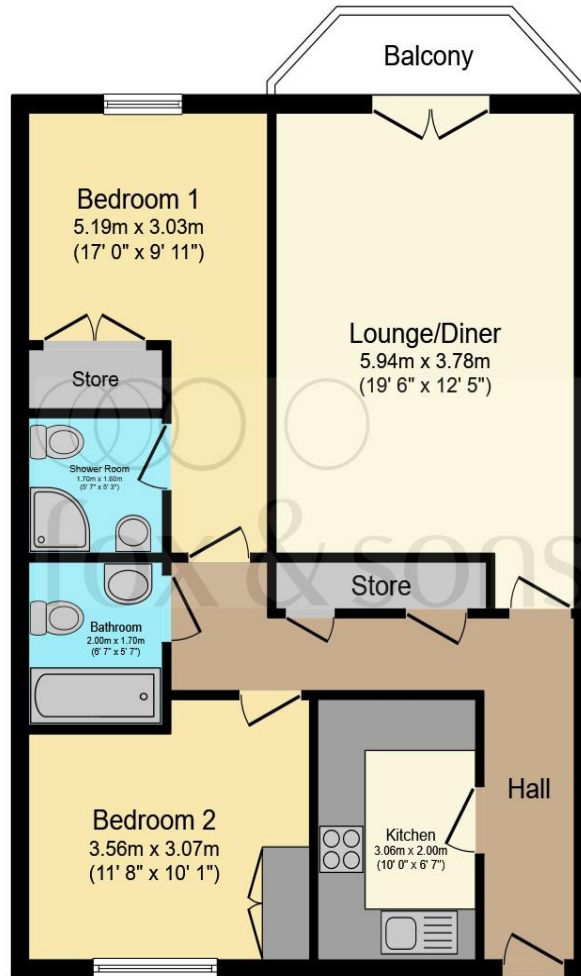 Balcony
Bedroom 1
5.19m x 3.03m
(17' 0" x 9' 11")
Lounge/Diner
5.94m x 3.78m
(19' 6" x 12' 5")
Store
Shower Room
1.70m x 1.60m
(5' 7" x 5' 3")
fox & sons
Store
Bathroom
2.00m x 1.70m
(6' 7" x 5' 7")
Hall
Bedroom 2
3.56m x 3.07m
(11' 8" x 10' 1")
Kitchen
3.06m x 2.00m
(10' 0" x 6' 7")